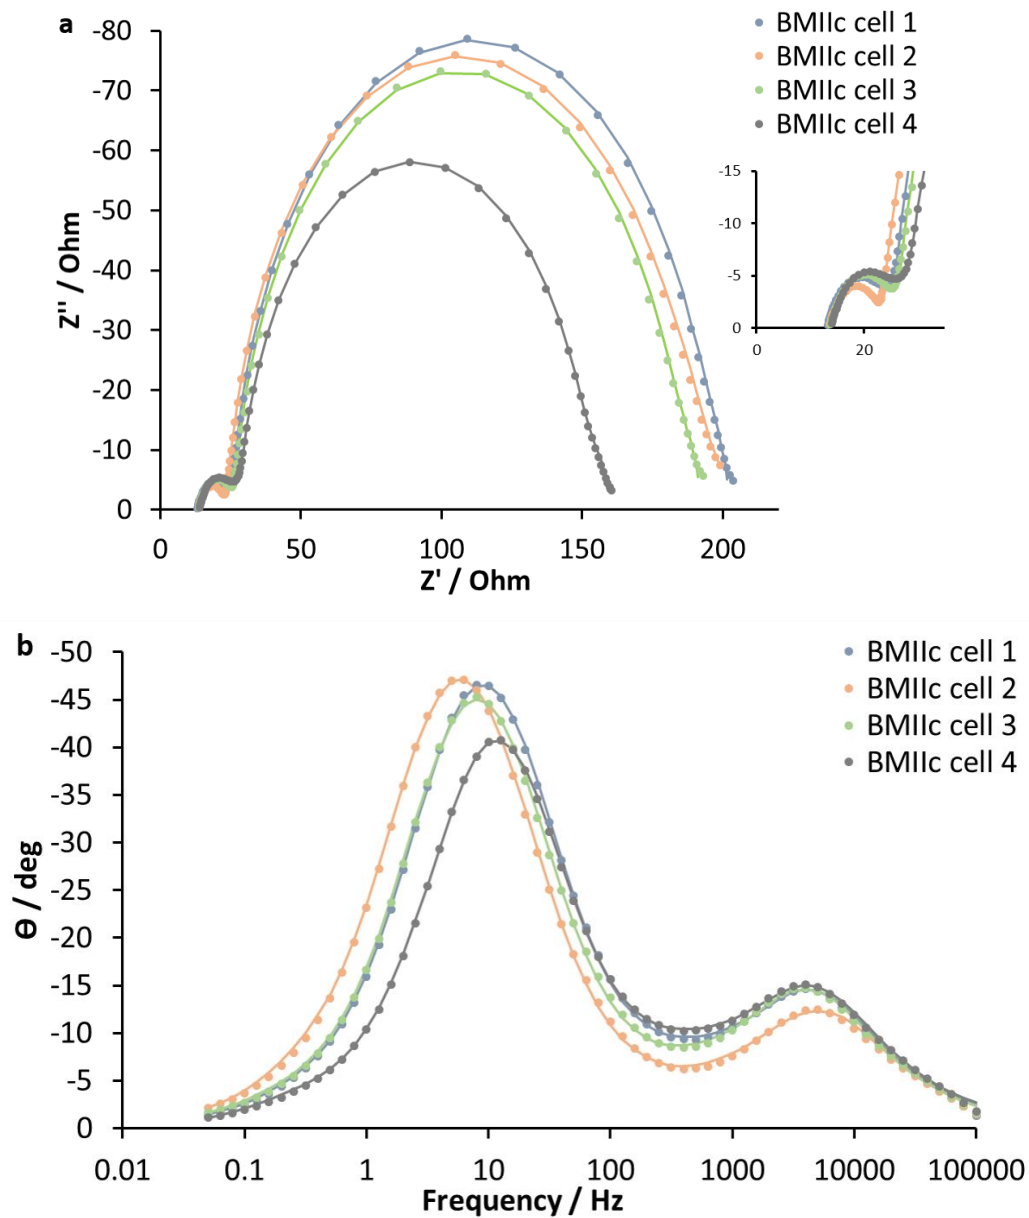 a
-80
-70
-60
-50
-40
-30
-20
-10
0
Z'' / Ohm
0 50 100 150 200
Z' / Ohm
BMIIc cell 1
BMIIc cell 2
BMIIc cell 3
BMIIc cell 4
-15
-10
-5
0
0 20
b
-50
-45
-40
-35
-30
-25
-20
-15
-10
-5
0
ϴ / deg
0.01 0.1 1 10 100 1000 10000 100000
Frequency / Hz
BMIIc cell 1
BMIIc cell 2
BMIIc cell 3
BMIIc cell 4